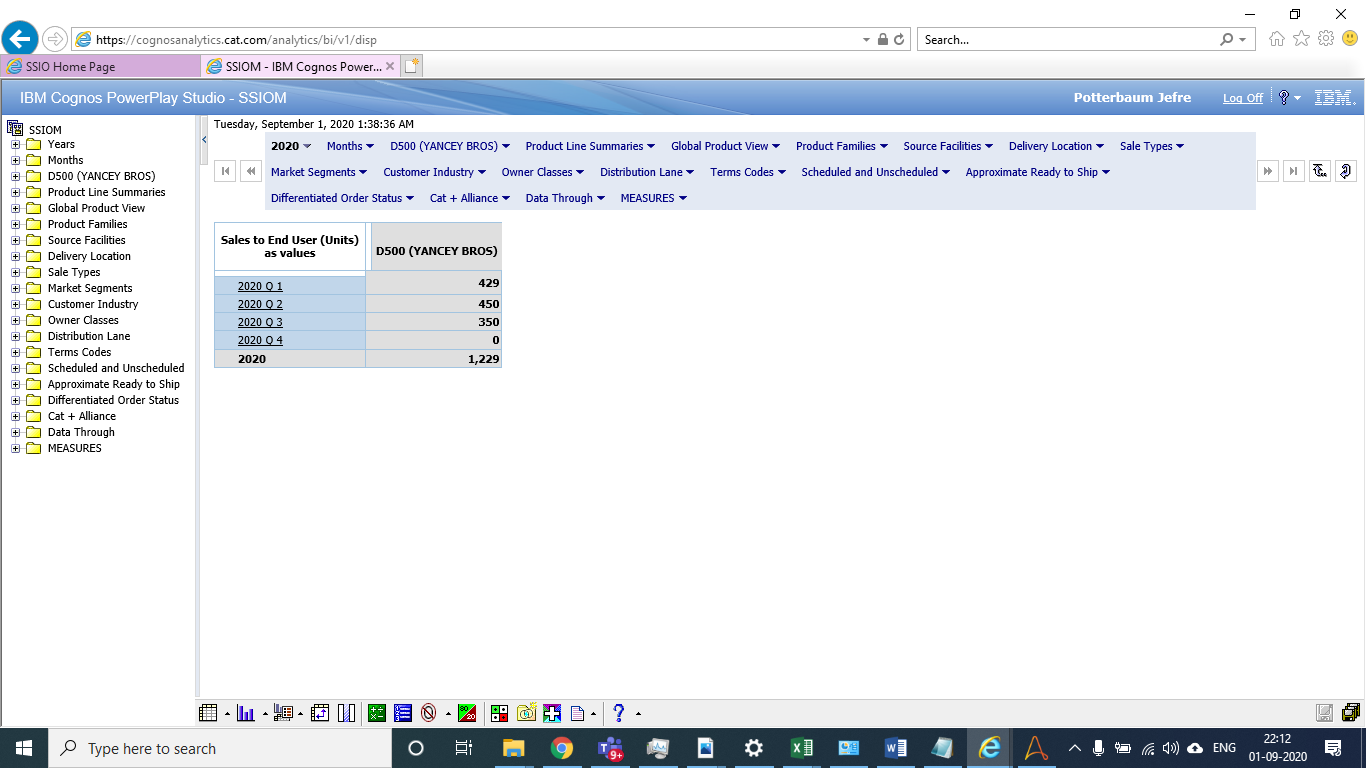 https://cognosanalytics.cat.com/analytics/bi/v1/disp
Search...
SSIO Home Page
SSIOM - IBM Cognos Power...
IBM Cognos PowerPlay Studio - SSIOM
Potterbaum Jefre
Log Off
IBM.
SSIOM
Years
Months
D500 (YANCEY BROS)
Product Line Summaries
Global Product View
Product Families
Source Facilities
Delivery Location
Sale Types
Market Segments
Customer Industry
Owner Classes
Distribution Lane
Terms Codes
Scheduled and Unscheduled
Approximate Ready to Ship
Differentiated Order Status
Cat + Alliance
Data Through
MEASURES
Tuesday, September 1, 2020 1:38:36 AM
2020 Months D500 (YANCEY BROS) Product Line Summaries Global Product View Product Families Source Facilities Delivery Location Sale Types
Market Segments Customer Industry Owner Classes Distribution Lane Terms Codes Scheduled and Unscheduled Approximate Ready to Ship
Differentiated Order Status Cat + Alliance Data Through MEASURES
Sales to End User (Units)
as values
D500 (YANCEY BROS)
2020 Q 1 429
2020 Q 2 450
2020 Q 3 350
2020 Q 4 0
2020 1,229
80
20
Type here to search
9+
ENG
22:12
01-09-2020